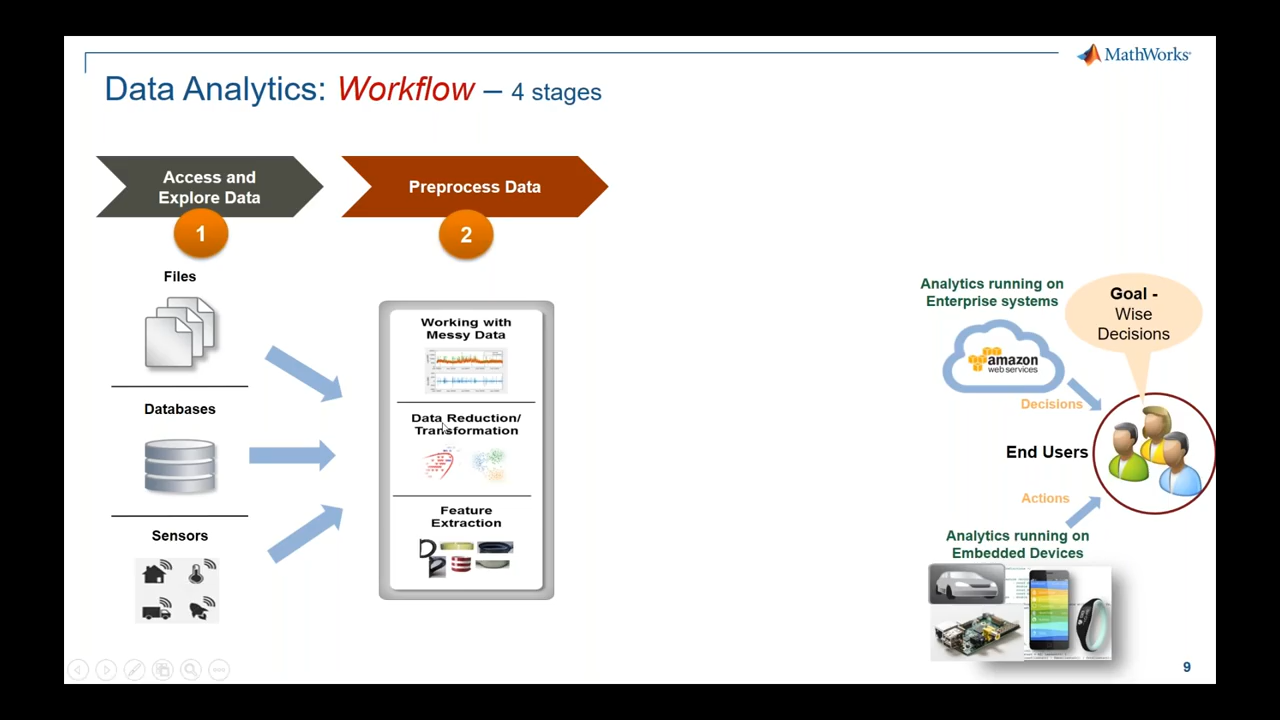 MathWorks
Data Analytics: Workflow – 4 stages
Access and
Explore Data
1
Preprocess Data
2
Files
Databases
Sensors
Working with
Messy Data
Data Reduction/
Transformation
Feature
Extraction
Analytics running on
Enterprise systems
amazon
web services
Goal -
Wise
Decisions
Decisions
End Users
Actions
Analytics running on
Embedded Devices
9